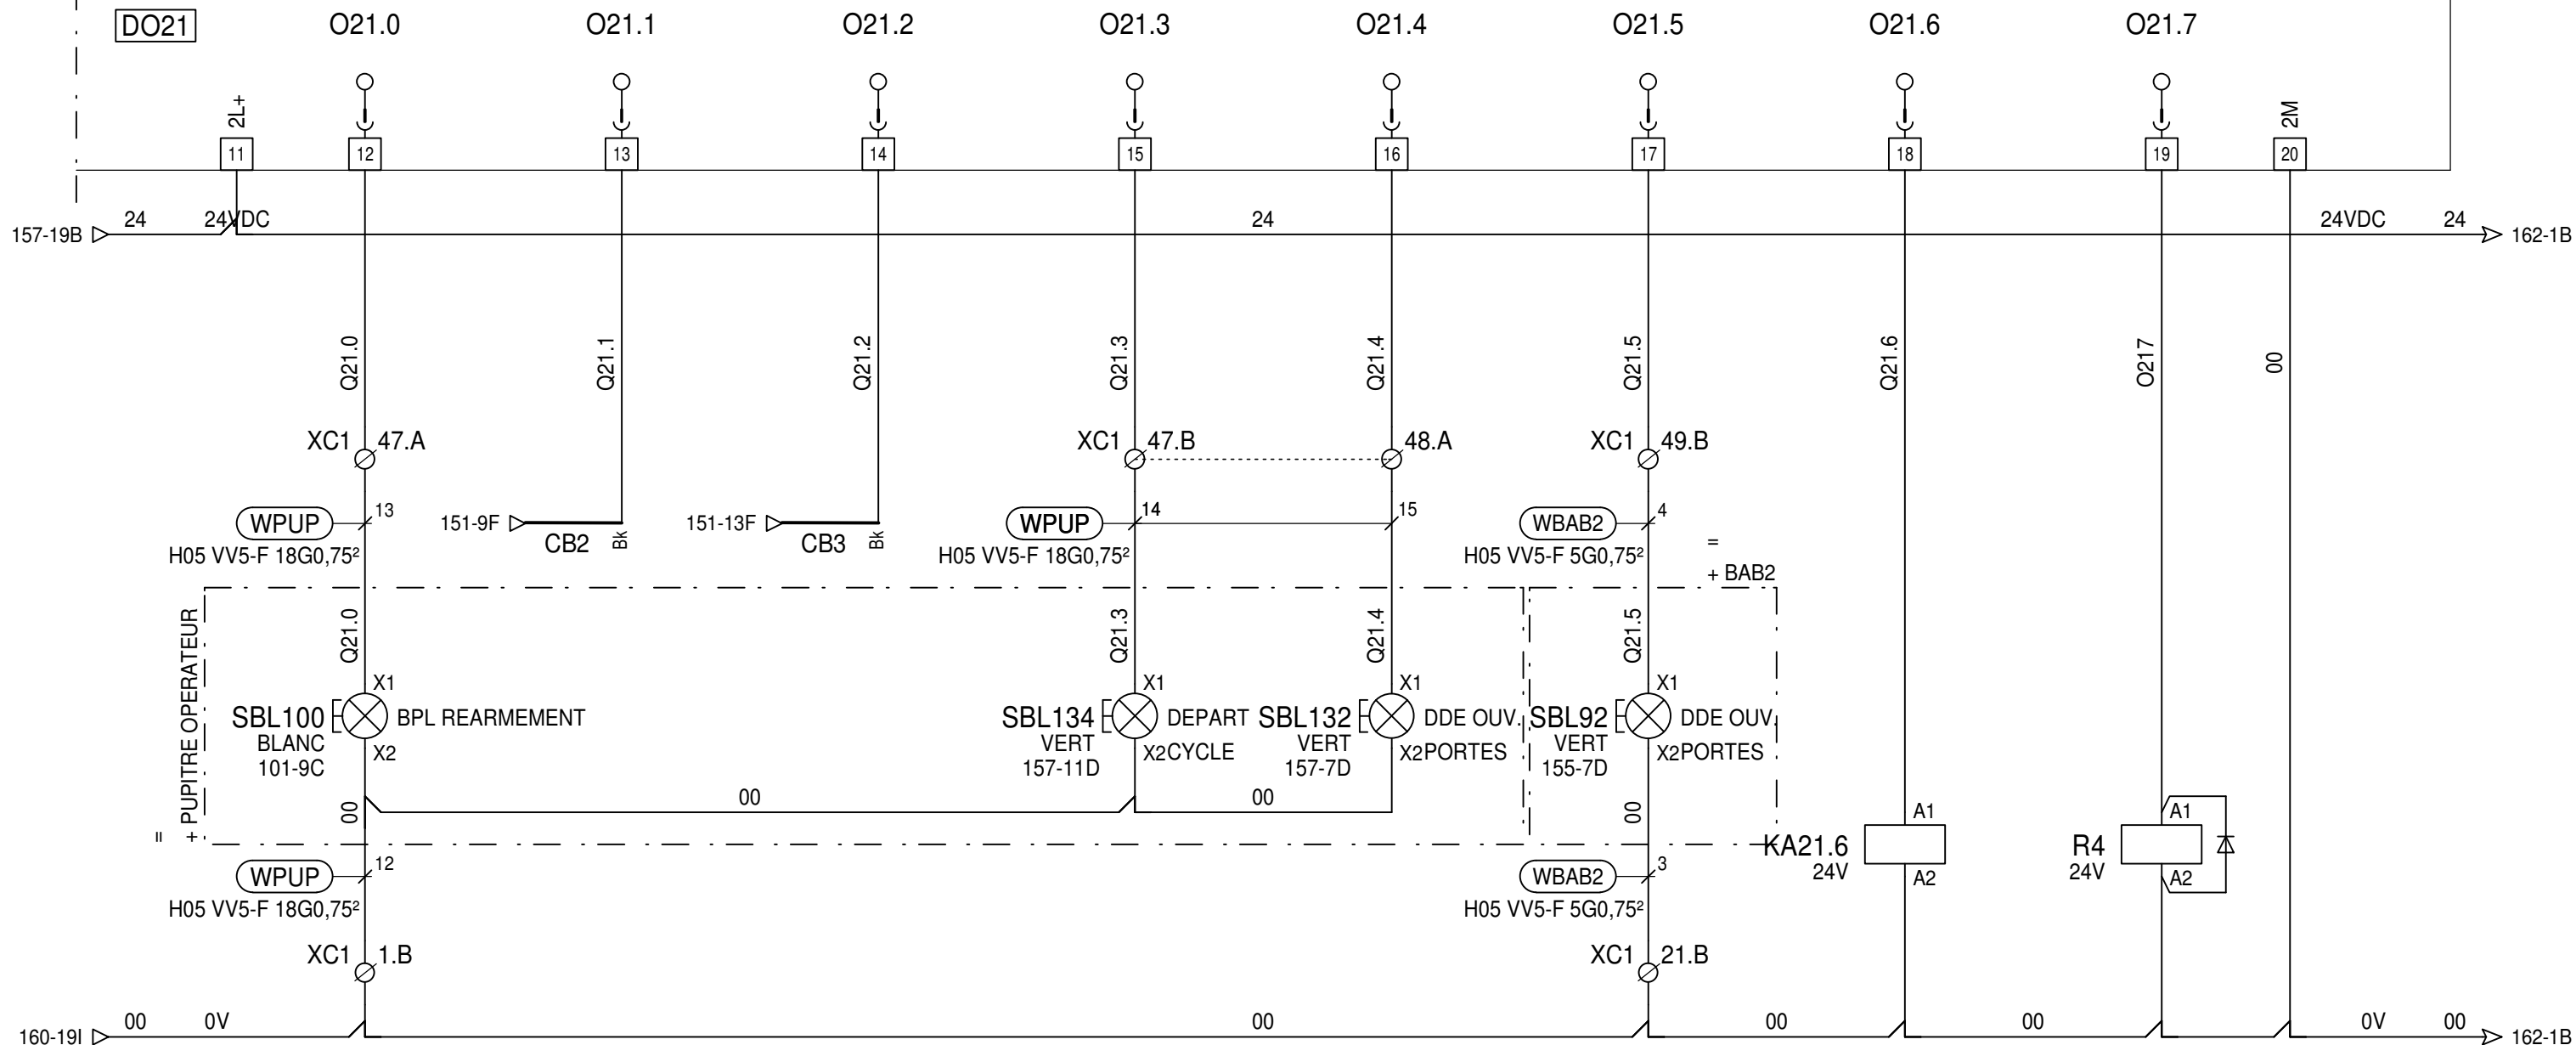 DO21 O21.0 O21.1 O21.2 O21.3 O21.4 O21.5 O21.6 O21.7
2L+ 2M
11 12 13 14 15 16 17 18 19 20
157-19B 24 24VDC 24 24VDC 24 162-1B
Q21.0 Q21.1 Q21.2 Q21.3 Q21.4 Q21.5 Q21.6 O217 00
XC1 47.A XC1 47.B 48.A XC1 49.B
WPUP 13 151-9F 151-13F WPUP 14 15 WBAB2 4
CB2 Bk CB3 Bk
H05 VV5-F 18G0,75² H05 VV5-F 18G0,75² H05 VV5-F 5G0,75²
=
+ BAB2
= + PUPITRE OPERATEUR
Q21.0 Q21.3 Q21.4 Q21.5
X1 X1 X1 X1
SBL100 BPL REARMEMENT SBL134 DEPART SBL132 DDE OUV. SBL92 DDE OUV.
BLANC X2 VERT X2 CYCLE VERT X2 PORTES VERT X2 PORTES
101-9C 157-11D 157-7D 155-7D
00 00 00 00
A1 A1
KA21.6 R4
24V 24V
A2 A2
WPUP 12 WBAB2 3
H05 VV5-F 18G0,75² H05 VV5-F 5G0,75²
XC1 1.B XC1 21.B
160-19I 00 0V 00 00 00 0V 00 162-1B